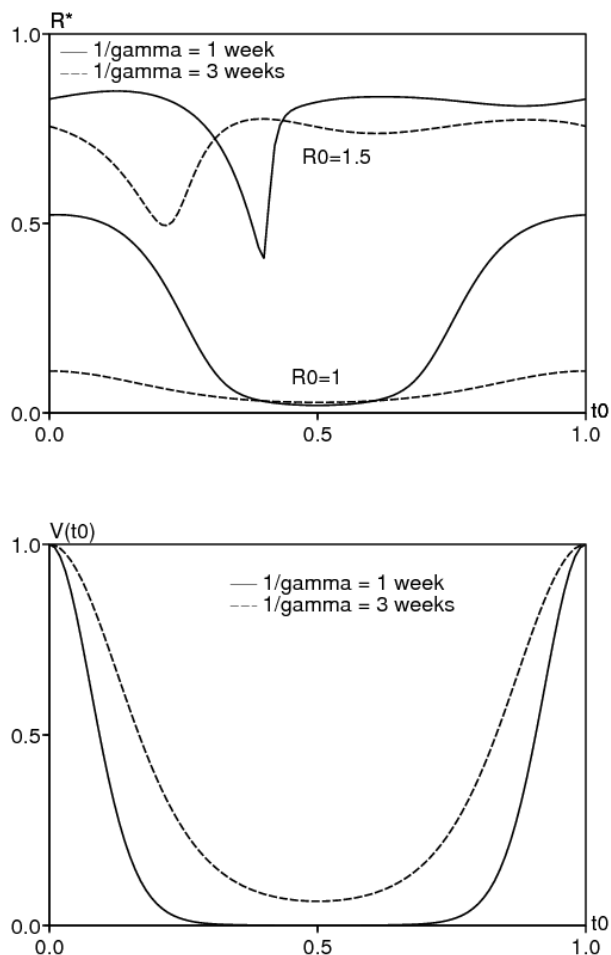 R*
1.0
1/gamma = 1 week
1/gamma = 3 weeks
R0=1.5
0.5
R0=1
0.0
t0
0.0 0.5 1.0
V(t0)
1.0
1/gamma = 1 week
1/gamma = 3 weeks
0.5
0.0
t0
0.0 0.5 1.0